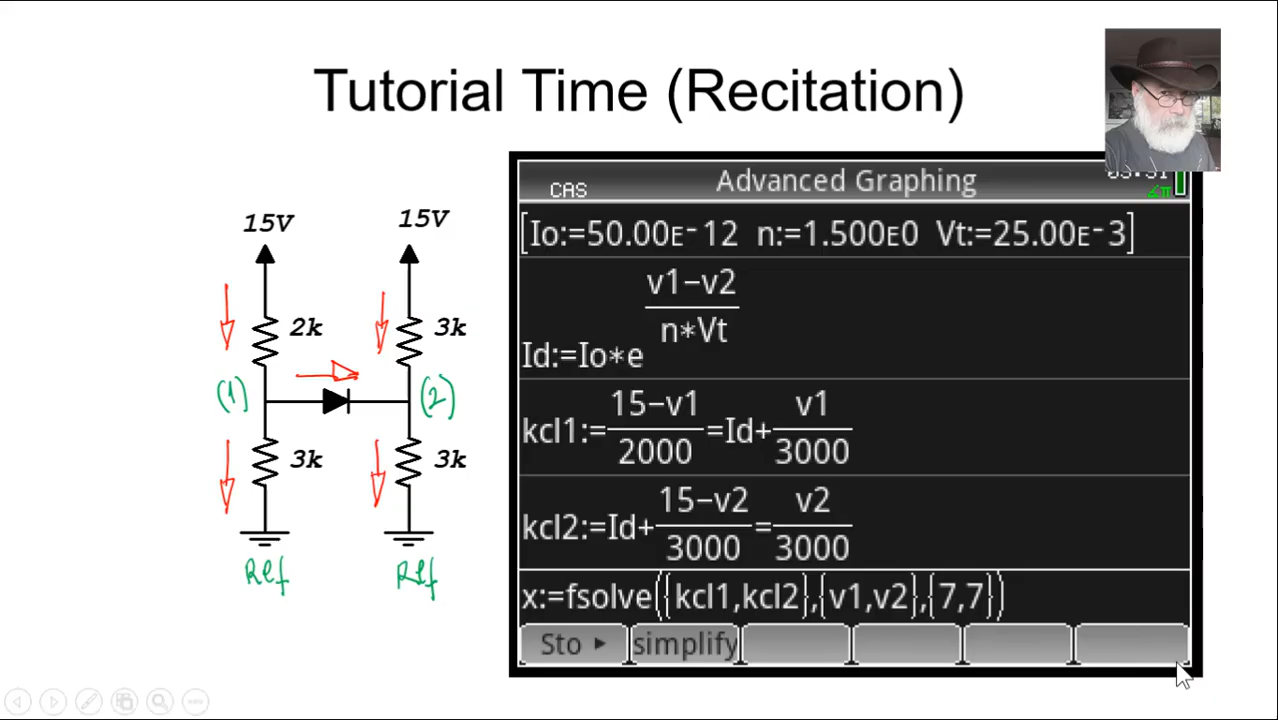 Tutorial Time (Recitation)
15V
15V
2k
3k
(1)
(2)
3k
3k
Ref
Ref
CAS
Advanced Graphing
[Io:=50.00E-12 n:=1.500E0 Vt:=25.00E-3]
v1-v2
n*Vt
Id:=Io*e
15-v1
v1
kcl1:=
=Id+
2000
3000
15-v2
v2
kcl2:=Id+
=
3000
3000
x:=fsolve({kcl1,kcl2},{v1,v2},{7,7})
Sto ▶
simplify